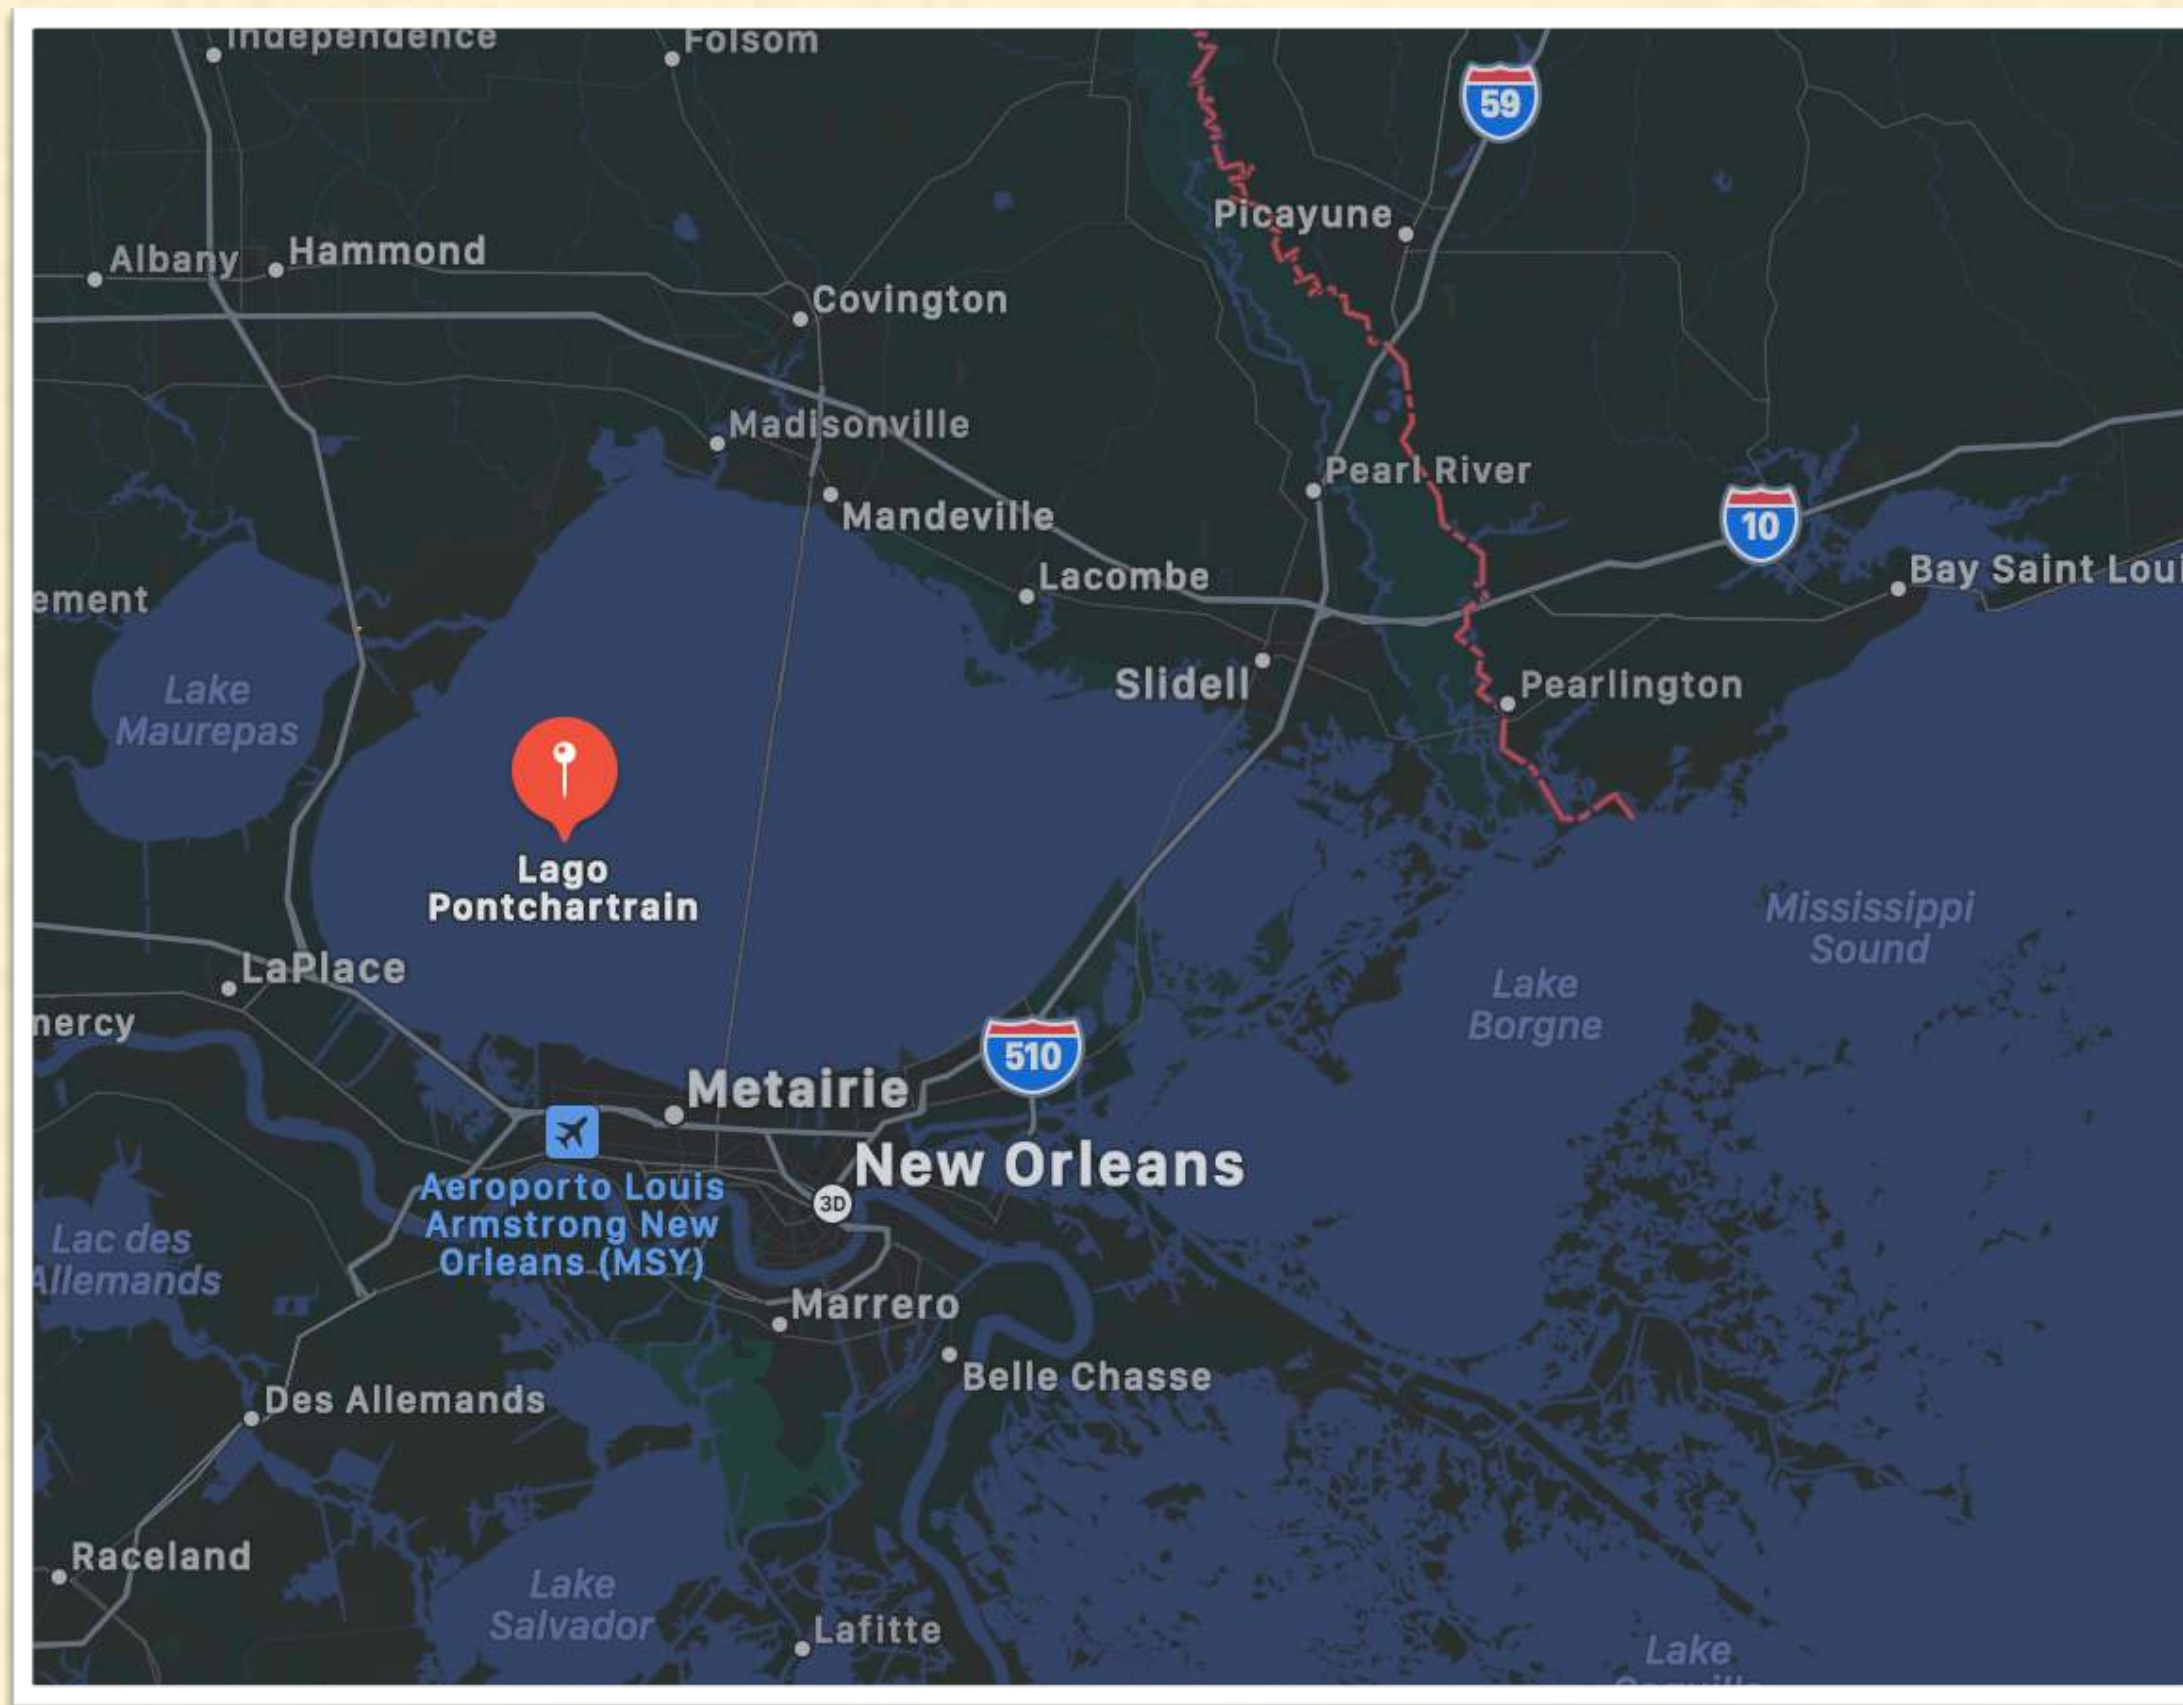 Independence
Folsom
59
Picayune
Albany
Hammond
Covington
Madisonville
Pearl River
Mandeville
10
Lacombe
Bay Saint Loui
ement
Slidell
Pearlington
Lake
Maurepas
Lago
Pontchartrain
Mississippi
Sound
LaPlace
Lake
Borgne
mercy
510
Metairie
New Orleans
3D
Aeroporto Louis
Armstrong New
Orleans (MSY)
Lac des
Allemands
Marrero
Belle Chasse
Des Allemands
Raceland
Lake
Salvador
Lafitte
Lake